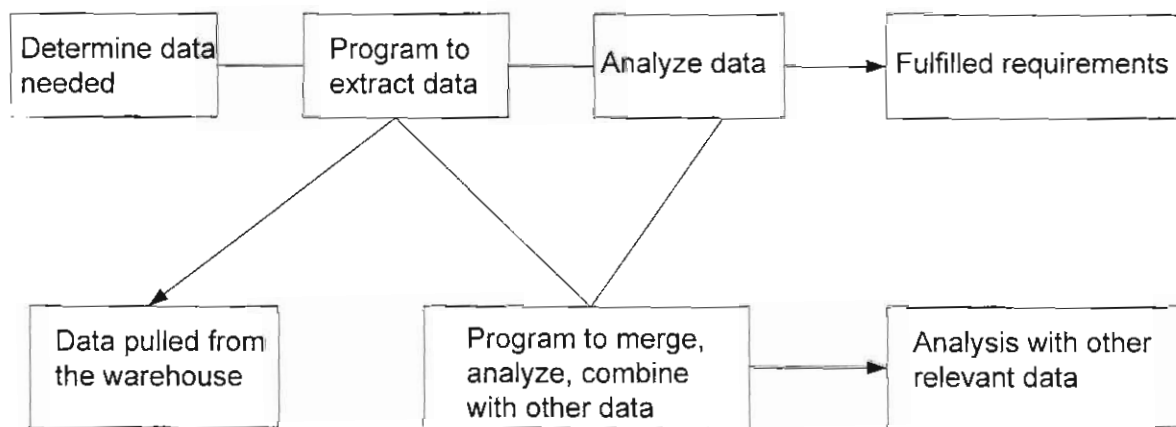 Determine data
needed
Program to
extract data
Analyze data
Fulfilled requirements
Data pulled from
the warehouse
Program to merge,
analyze, combine
with other data
Analysis with other
relevant data